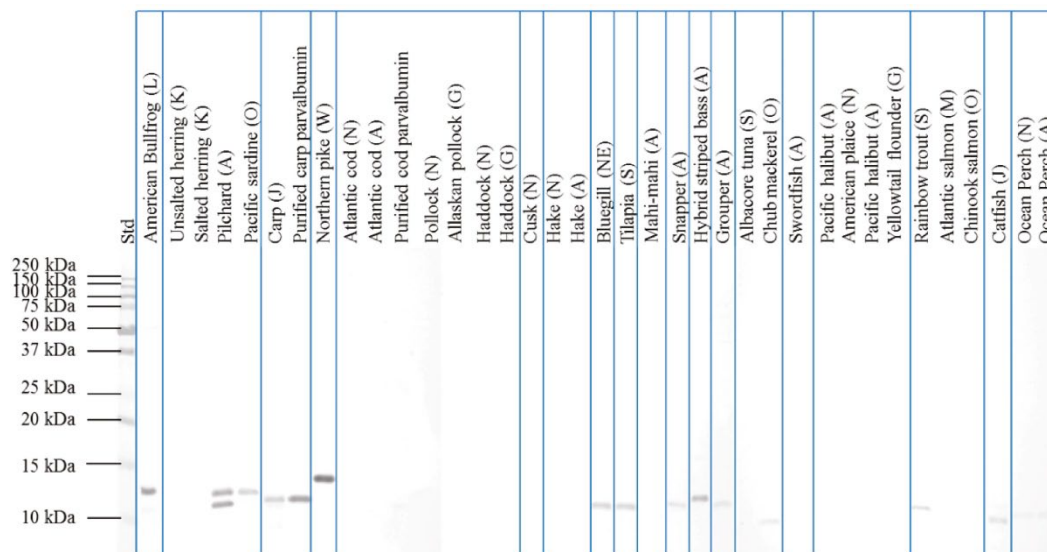 Std
American Bullfrog (L)
Unsalted herring (K)
Salted herring (K)
Pilchard (A)
Pacific sardine (O)
Carp (J)
Purified carp parvalbumin
Northern pike (W)
Atlantic cod (N)
Atlantic cod (A)
Purified cod parvalbumin
Pollock (N)
Allaskan pollock (G)
Haddock (N)
Haddock (G)
Cusk (N)
Hake (N)
Hake (A)
Bluegill (NE)
Tilapia (S)
Mahi-mahi (A)
Snapper (A)
Hybrid striped bass (A)
Grouper (A)
Albacore tuna (S)
Chub mackerel (O)
Swordfish (A)
Pacific halibut (A)
American plaice (N)
Pacific halibut (A)
Yellowtail flounder (G)
Rainbow trout (S)
Atlantic salmon (M)
Chinook salmon (O)
Catfish (J)
Ocean Perch (N)
Ocean Perch (A)
250 kDa
150 kDa
100 kDa
75 kDa
50 kDa
37 kDa
25 kDa
20 kDa
15 kDa
10 kDa